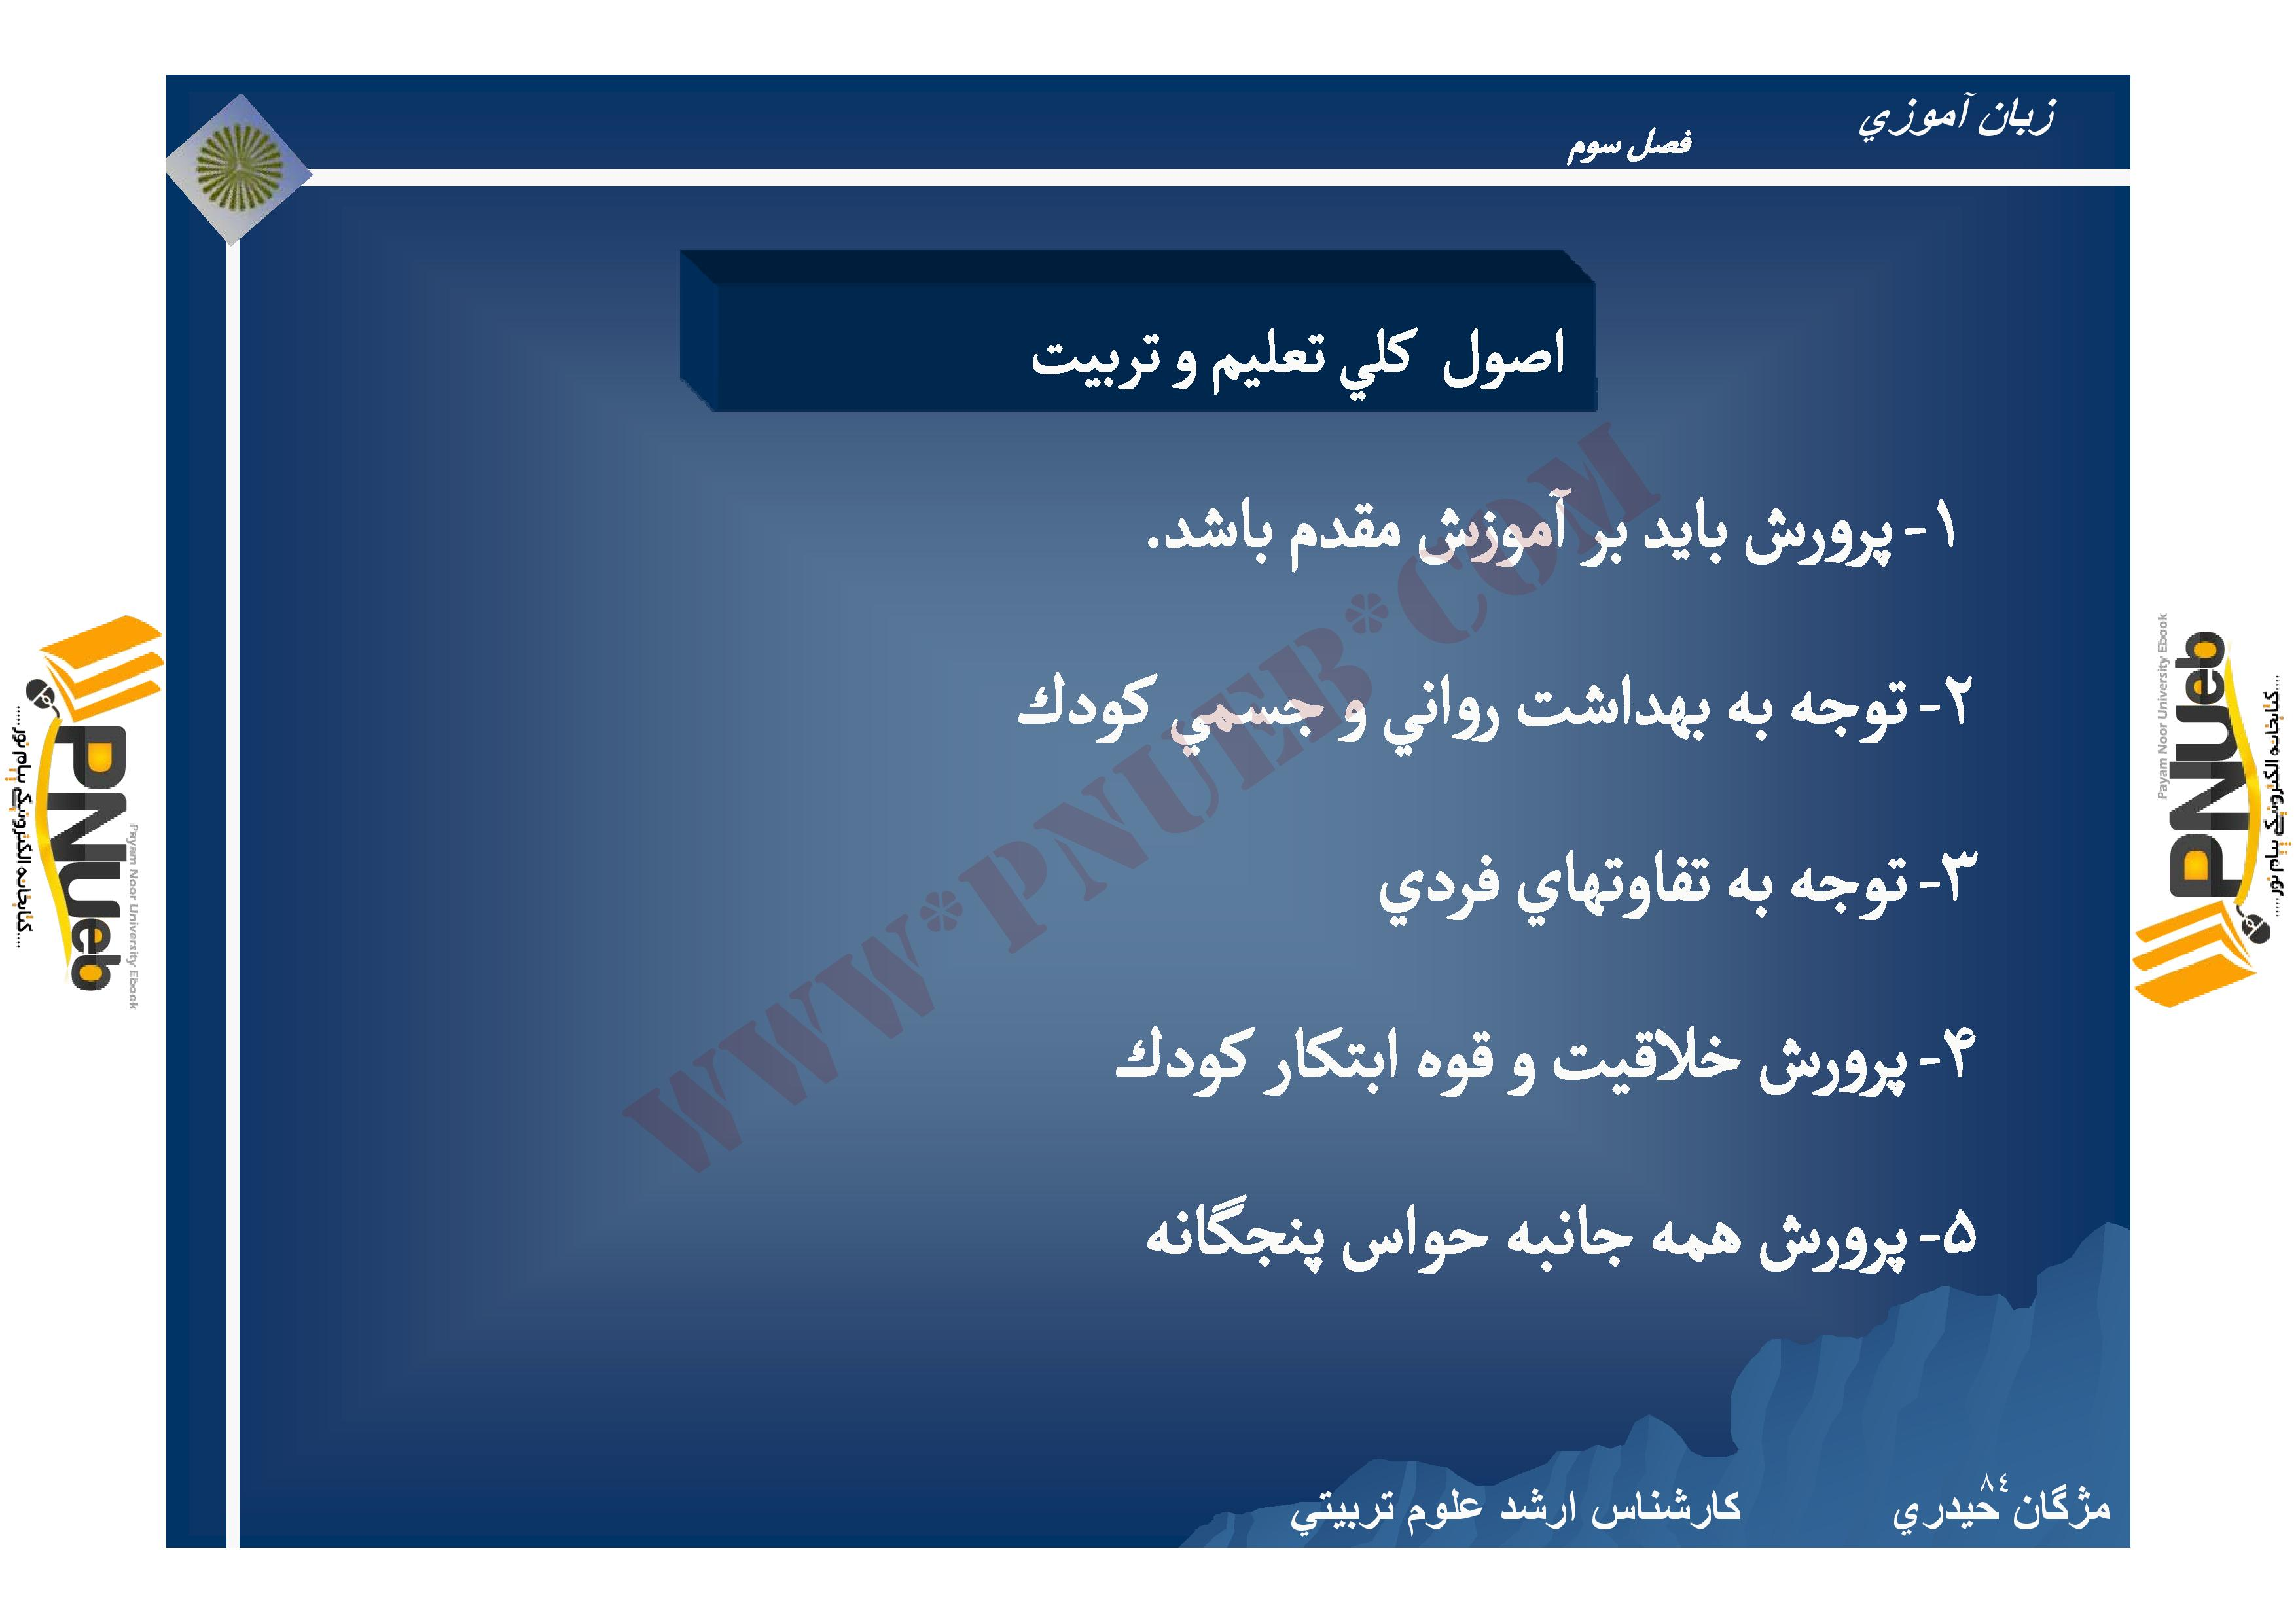 زبان آموزي
فصل سوم
اصول كلي تعليم و تربيت
۱- پرورش بايد بر آموزش مقدم باشد.
۲- توجه به بهداشت رواني و جسمي كودك
۳- توجه به تفاوتهاي فردي
۴- پرورش خلاقيت و قوه ابتكار كودك
۵- پرورش همه جانبه حواس پنجگانه
WWW*PNUEB*COM
٨٤
مژگان حيدري كارشناس ارشد علوم تربيتي
PNUeb
Payam Noor University Ebook
....كتابخانه الكترونيكي پيام نور....
PNUeb
Payam Noor University Ebook
....كتابخانه الكترونيكي پيام نور....